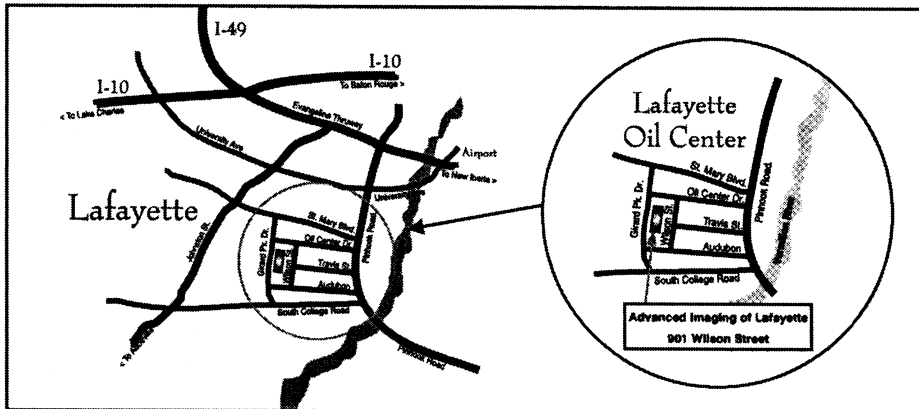 I-49
I-10
I-10
To Baton Rouge >
< To Lake Charles
Evangeline Thruway
University Ave
Airport
To New Iberia >
Lafayette
Johnston St.
St. Mary Blvd.
Pinhook Road
Oil Center Dr.
Girard Pk. Dr.
Wilson St.
Travis St.
Audubon
South College Road
Pinhook Road
Lafayette
Oil Center
St. Mary Blvd.
Pinhook Road.
Oil Center Dr.
Girard Pk. Dr.
Wilson St.
Travis St.
Audubon
South College Road
Advanced Imaging of Lafayette
901 Wilson Street